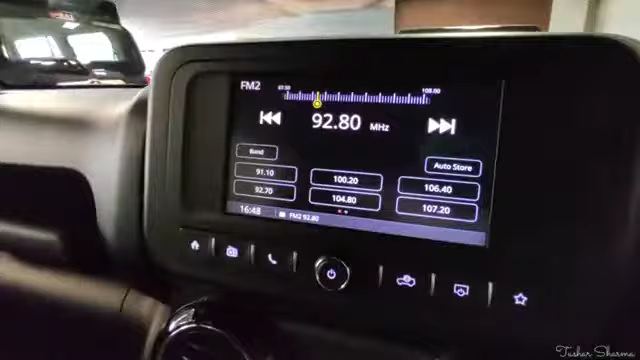 FM2
87.50
108.00
92.80 MHz
Band
Auto Store
91.10
100.20
106.40
92.70
104.80
107.20
16:48
FM2 92.80
Tushar Sharma